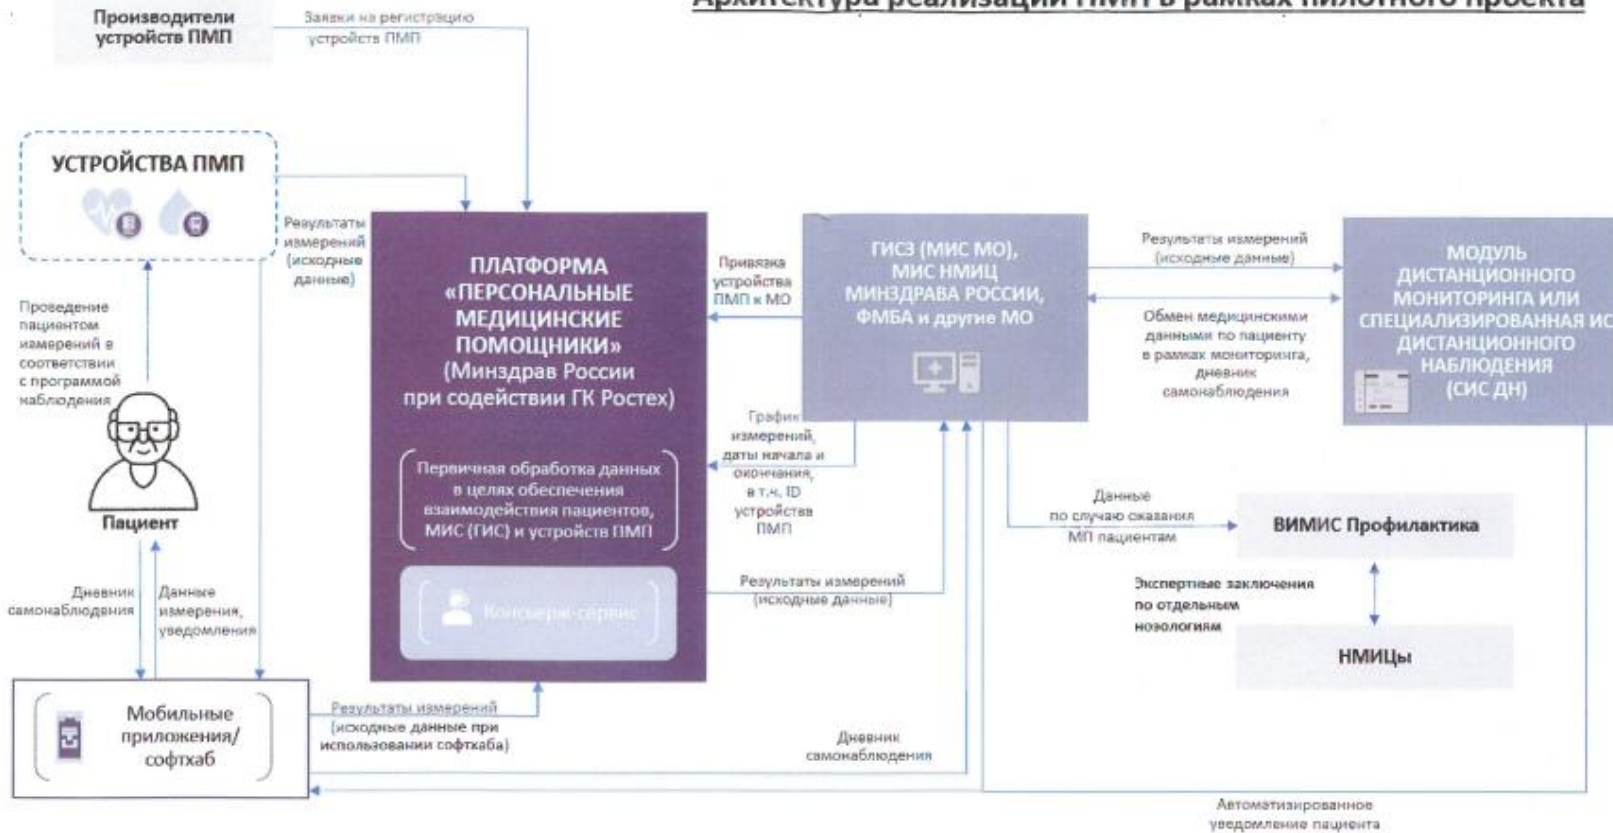 Архитектура реализации ПМП в рамках пилотного проекта
Производители
устройств ПМП
Заявки на регистрацию
устройств ПМП
УСТРОЙСТВА ПМП
Результаты
измерений
(исходные
данные)
Проведение
пациентом
измерений в
соответствии
с программой
наблюдения
Пациент
Дневник
самонаблюдения
Данные
измерения,
уведомления
Мобильные
приложения/
софтхаб
Результаты измерений
(исходные данные при
использовании софтхаба)
ПЛАТФОРМА
«ПЕРСОНАЛЬНЫЕ
МЕДИЦИНСКИЕ
ПОМОЩНИКИ»
(Минздрав России
при содействии ГК Ростех)
Первичная обработка данных
в целях обеспечения
взаимодействия пациентов,
МИС (ГИС) и устройств ПМП
Консьерж-сервис
Привязка
устройства
ПМП к МО
График
измерений,
даты начала и
окончания,
в т.ч. ID
устройства
ПМП
Результаты измерений
(исходные данные)
Дневник
самонаблюдения
ГИСЗ (МИС МО),
МИС НМИЦ
МИНЗДРАВА РОССИИ,
ФМБА и другие МО
Результаты измерений
(исходные данные)
Обмен медицинскими
данными по пациенту
в рамках мониторинга,
дневник
самонаблюдения
МОДУЛЬ
ДИСТАНЦИОННОГО
МОНИТОРИНГА ИЛИ
СПЕЦИАЛИЗИРОВАННАЯ ИС
ДИСТАНЦИОННОГО
НАБЛЮДЕНИЯ
(СИС ДН)
Данные
по случаю оказания
МП пациентам
ВИМИС Профилактика
Экспертные заключения
по отдельным
нозологиям
НМИЦы
Автоматизированное
уведомление пациента